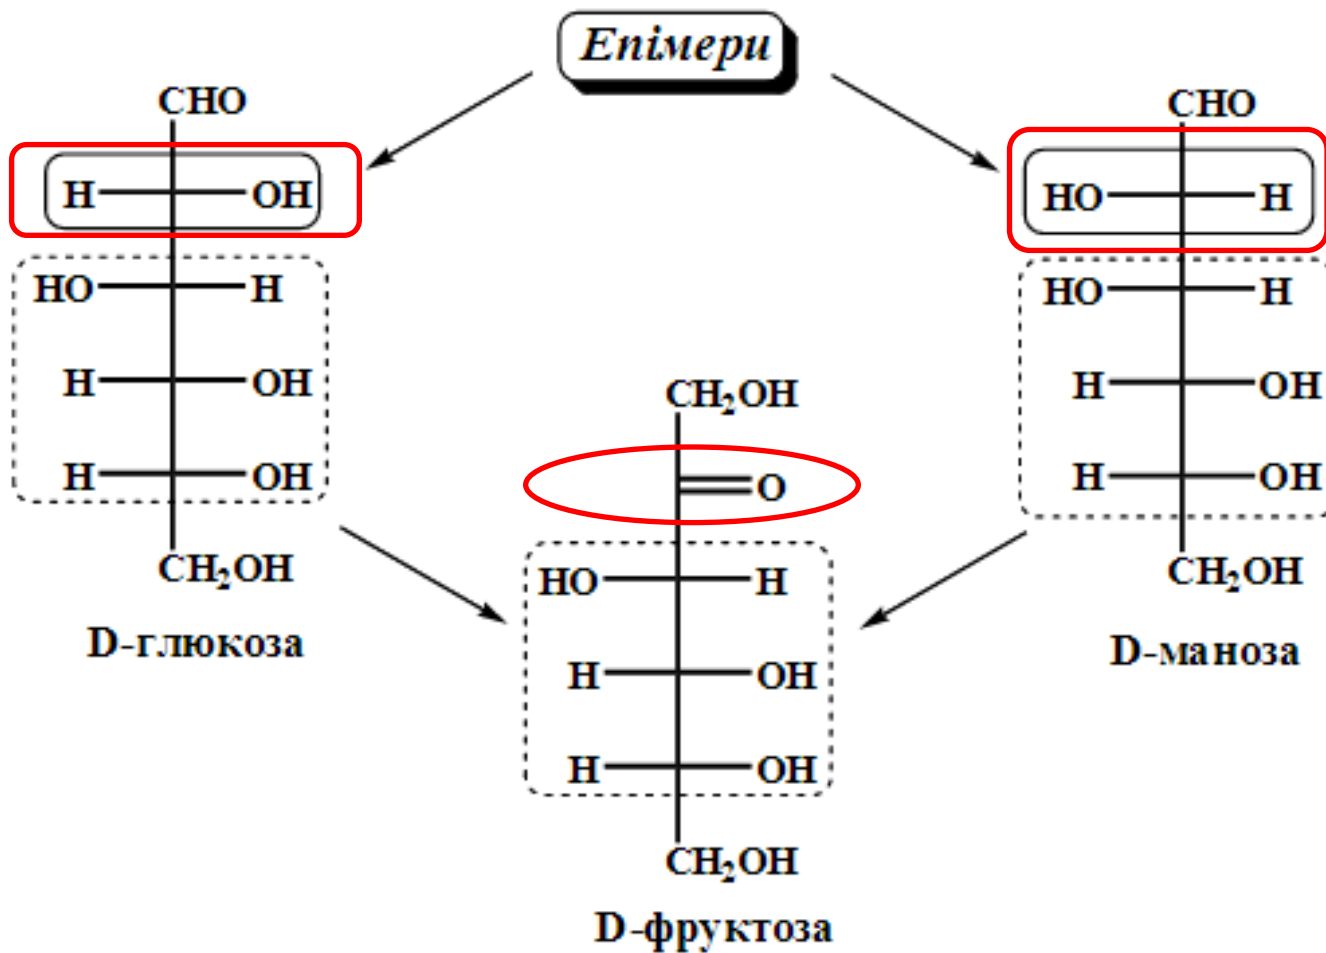 Епімери
CHO
H OH
HO H
H OH
H OH
CH₂OH
D-глюкоза
CH₂OH
O
HO H
H OH
H OH
CH₂OH
D-фруктоза
CHO
HO H
HO H
H OH
H OH
CH₂OH
D-маноза